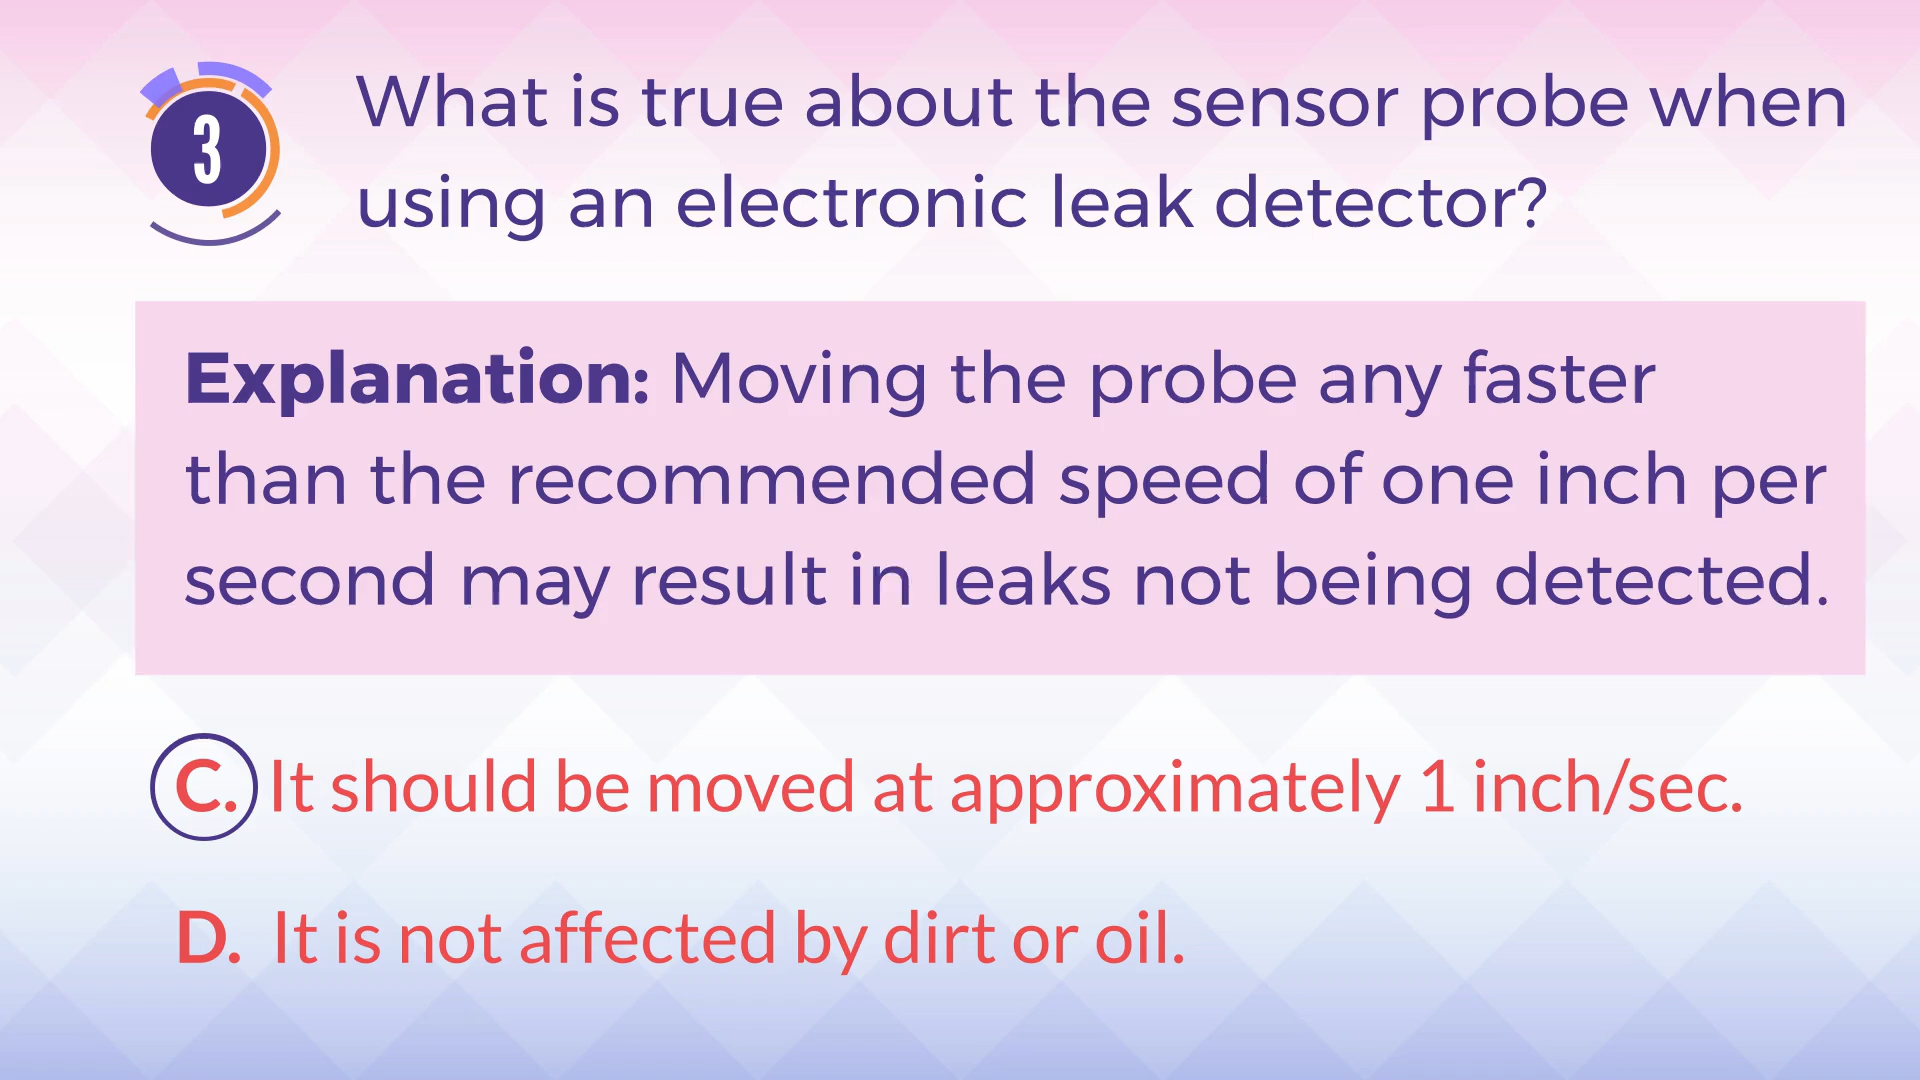 3
What is true about the sensor probe when
using an electronic leak detector?
Explanation: Moving the probe any faster
than the recommended speed of one inch per
second may result in leaks not being detected.
C. It should be moved at approximately 1 inch/sec.
D. It is not affected by dirt or oil.